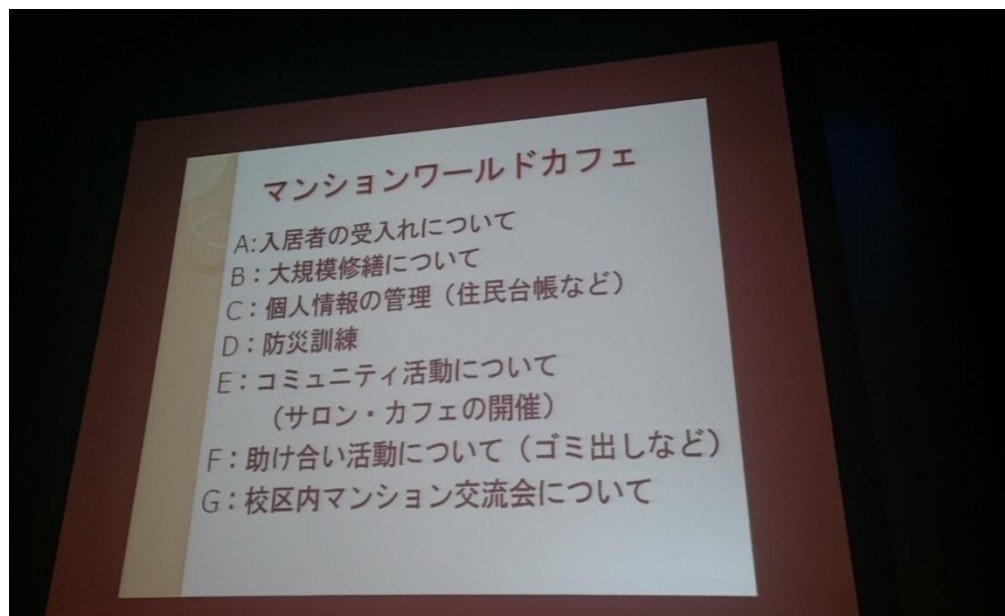 マンションワールドカフェ
A:入居者の受入れについて
B：大規模修繕について
C：個人情報の管理（住民台帳など）
D：防災訓練
E：コミュニティ活動について
（サロン・カフェの開催）
F：助け合い活動について（ゴミ出しなど）
G：校区内マンション交流会について